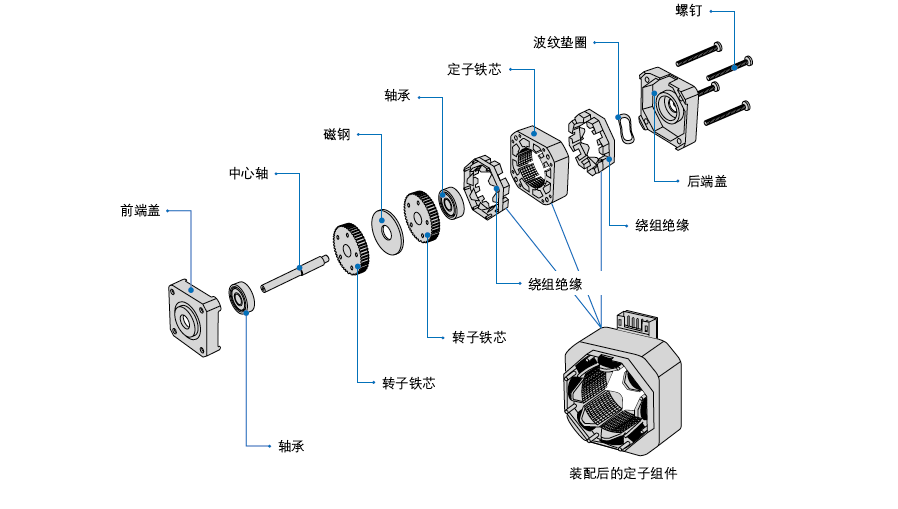 螺钉
波纹垫圈
定子铁芯
轴承
磁钢
中心轴
前端盖
后端盖
绕组绝缘
绕组绝缘
转子铁芯
转子铁芯
轴承
装配后的定子组件